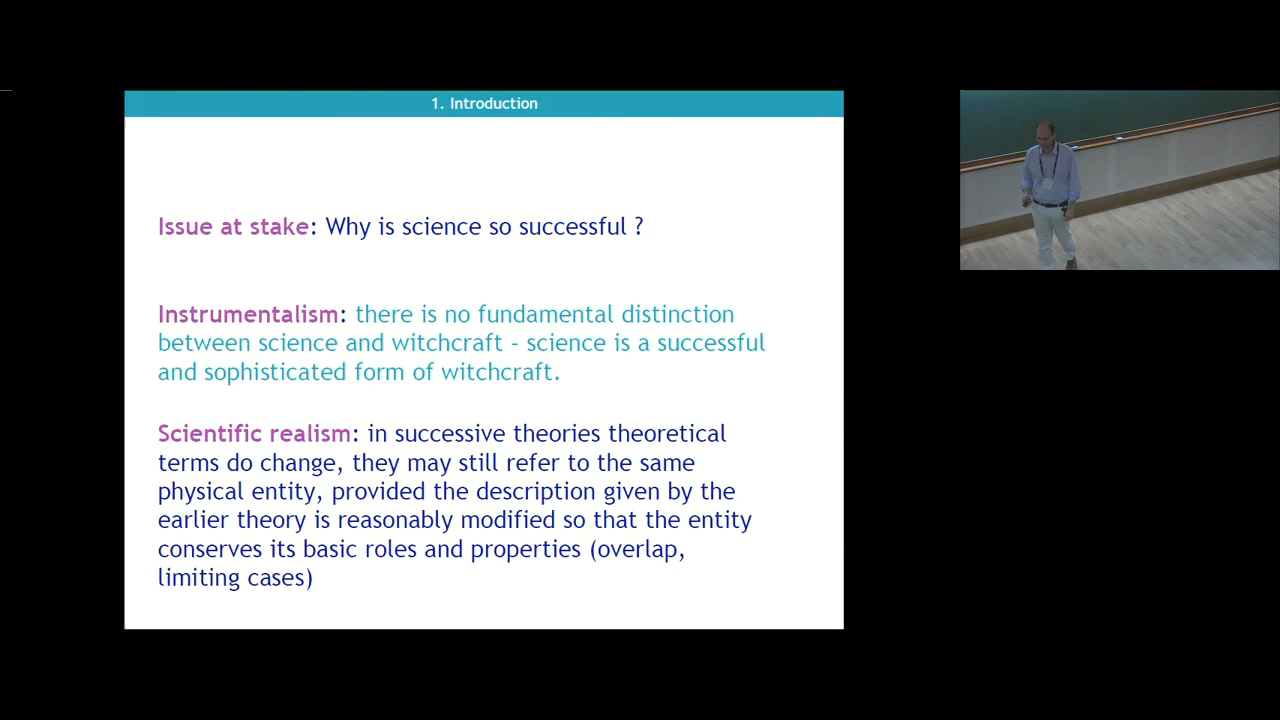 1. Introduction
Issue at stake: Why is science so successful ?
Instrumentalism: there is no fundamental distinction
between science and witchcraft - science is a successful
and sophisticated form of witchcraft.
Scientific realism: in successive theories theoretical
terms do change, they may still refer to the same
physical entity, provided the description given by the
earlier theory is reasonably modified so that the entity
conserves its basic roles and properties (overlap,
limiting cases)